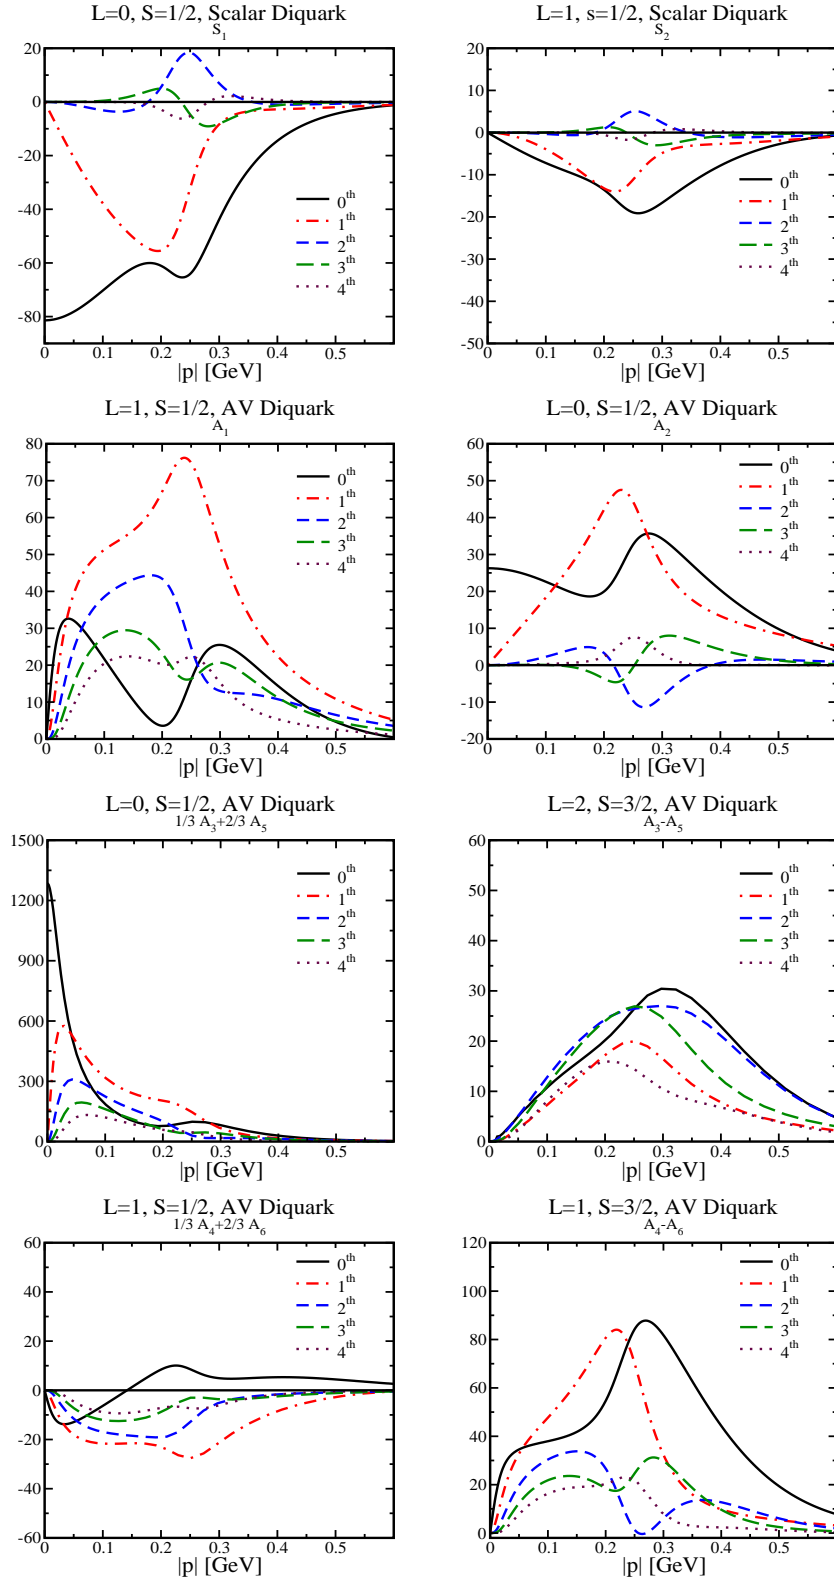 L=0, S=1/2, Scalar Diquark
S1
20
0
-20
-40
-60
-80
0th
1th
2th
3th
4th
0 0.1 0.2 0.3 0.4 0.5
|p| [GeV]
L=1, s=1/2, Scalar Diquark
S2
20
10
0
-10
-20
-30
-40
-50
0th
1th
2th
3th
4th
0 0.1 0.2 0.3 0.4 0.5
|p| [GeV]
L=1, S=1/2, AV Diquark
A1
80
70
60
50
40
30
20
10
0
0th
1th
2th
3th
4th
0 0.1 0.2 0.3 0.4 0.5
|p| [GeV]
L=0, S=1/2, AV Diquark
A2
60
50
40
30
20
10
0
-10
-20
0th
1th
2th
3th
4th
0 0.1 0.2 0.3 0.4 0.5
|p| [GeV]
L=0, S=1/2, AV Diquark
1/3 A3+2/3 A5
1500
1200
900
600
300
0
0th
1th
2th
3th
4th
0 0.1 0.2 0.3 0.4 0.5
|p| [GeV]
L=2, S=3/2, AV Diquark
A3-A5
60
50
40
30
20
10
0
0th
1th
2th
3th
4th
0 0.1 0.2 0.3 0.4 0.5
|p| [GeV]
L=1, S=1/2, AV Diquark
1/3 A4+2/3 A6
60
40
20
0
-20
-40
-60
0th
1th
2th
3th
4th
0 0.1 0.2 0.3 0.4 0.5
|p| [GeV]
L=1, S=3/2, AV Diquark
A4-A6
120
100
80
60
40
20
0
0th
1th
2th
3th
4th
0 0.1 0.2 0.3 0.4 0.5
|p| [GeV]